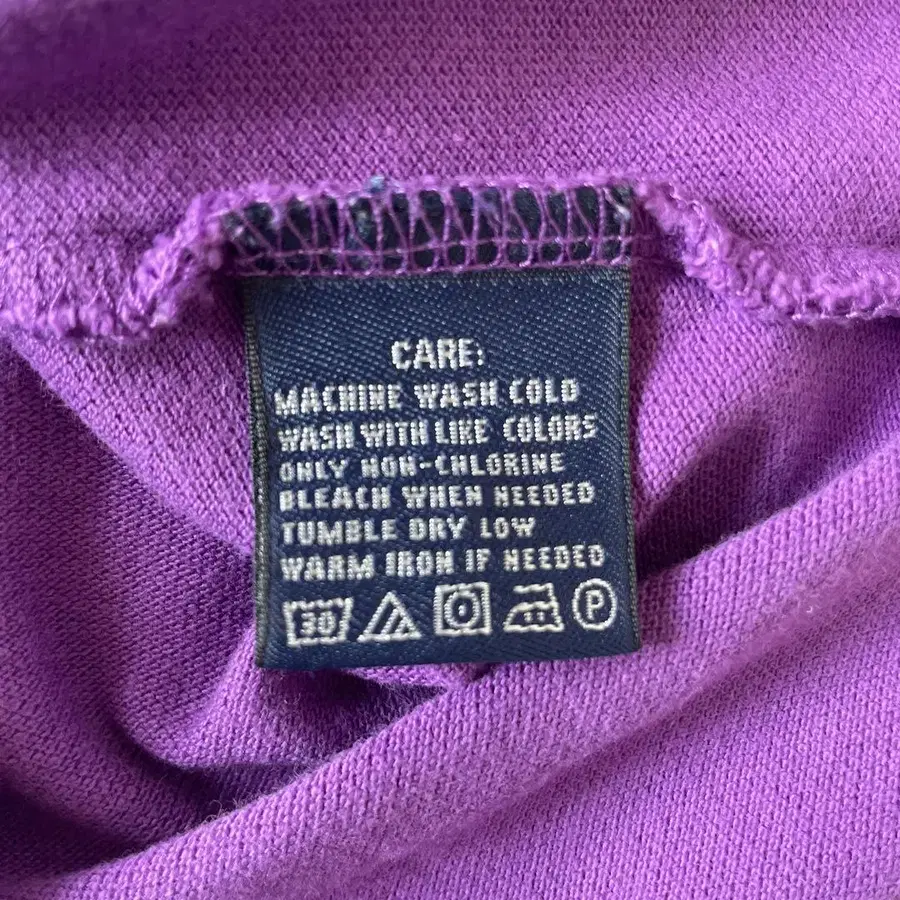 CARE:
MACHINE WASH COLD
WASH WITH LIKE COLORS
ONLY NON-CHLORINE
BLEACH WHEN NEEDED
TUMBLE DRY LOW
WARM IRON IF NEEDED
30 P